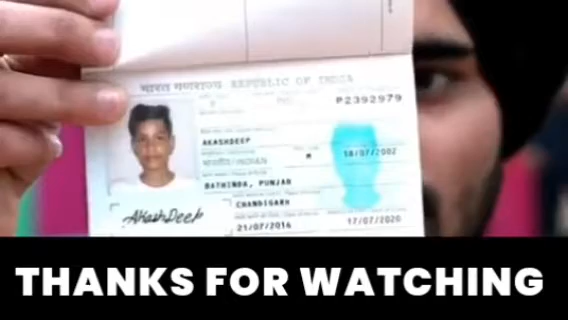 भारत गणराज्य REPUBLIC OF INDIA
P2392979
AKASHDEEP
भारतीय/INDIAN M 18/07/2002
BATHINDA, PUNJAB
CHANDIGARH
21/07/2016 17/07/2020
AkashDeep
THANKS FOR WATCHING